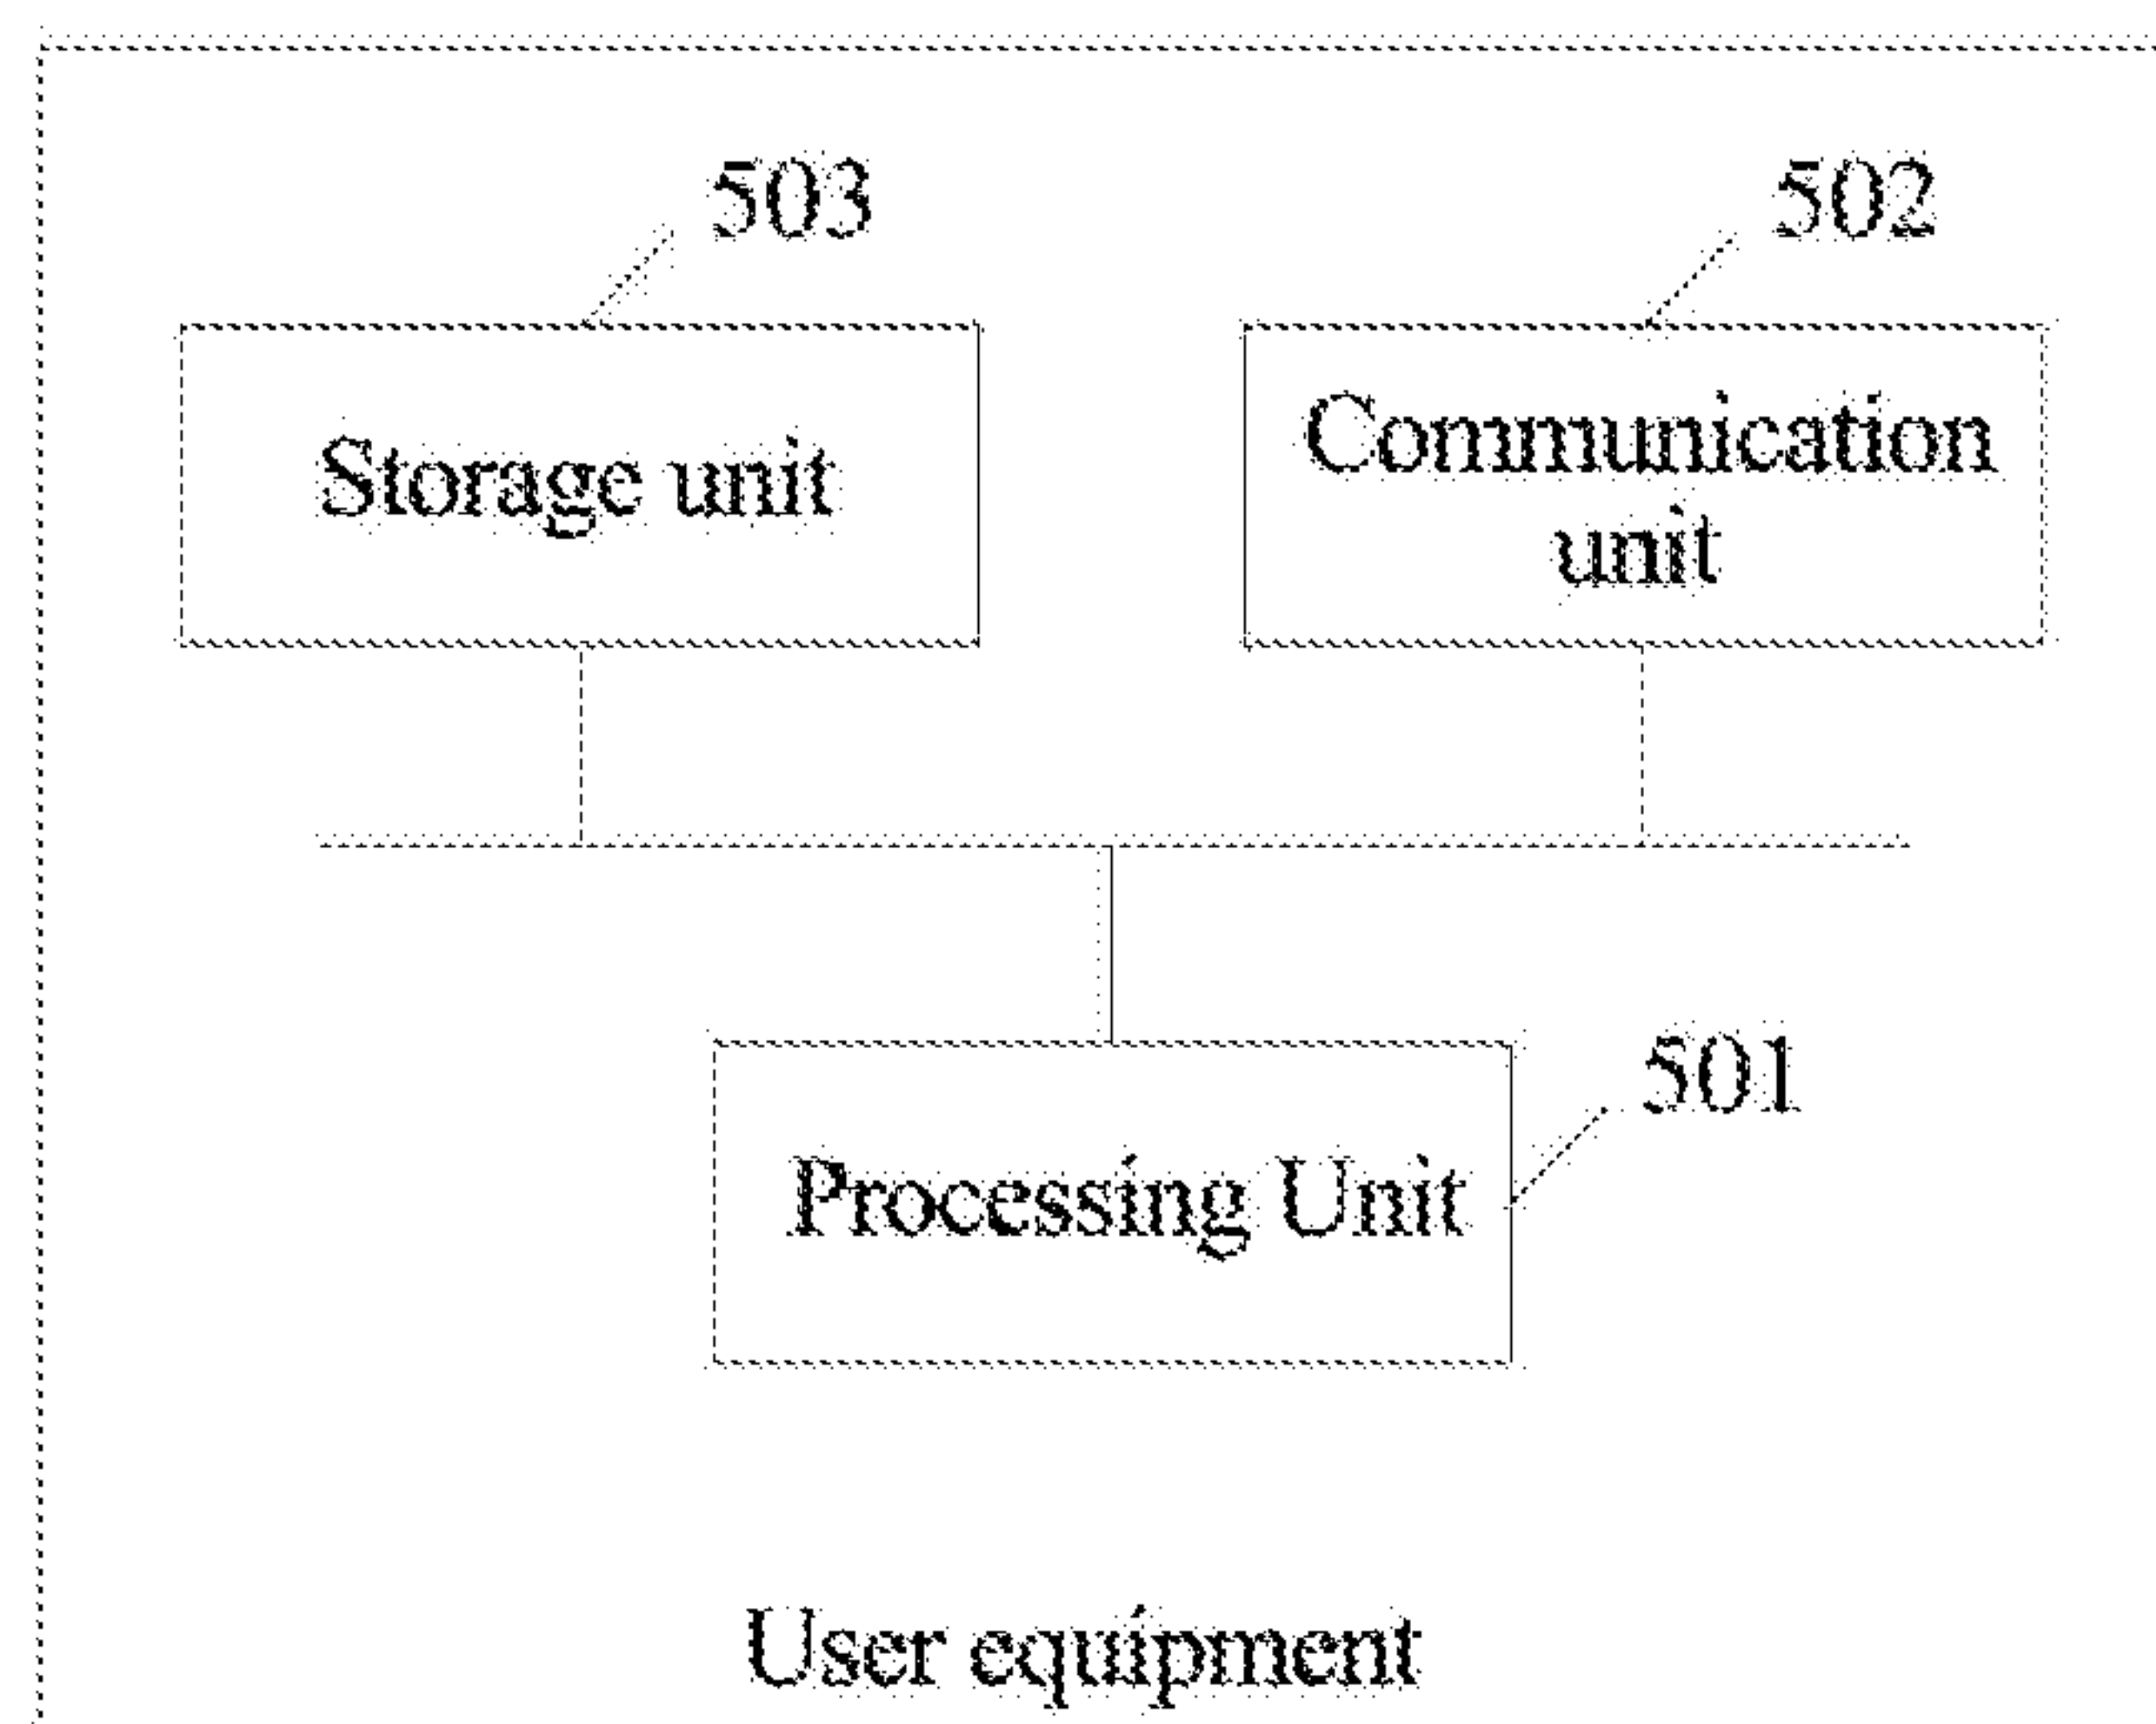 503
502
Storage unit
Communication
unit
501
Processing Unit
User equipment